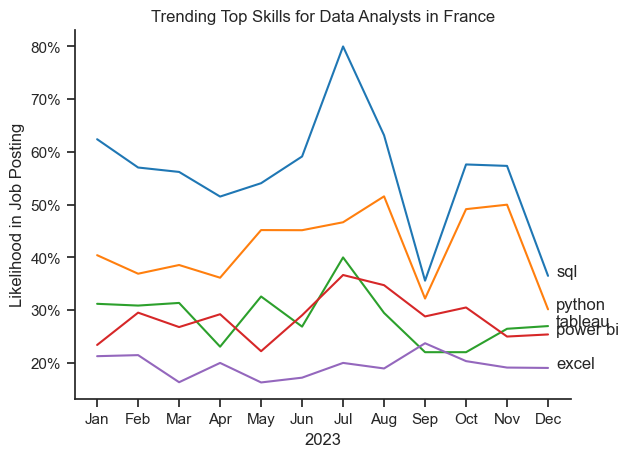 Trending Top Skills for Data Analysts in France
Likelihood in Job Posting
80%
70%
60%
50%
40%
30%
20%
sql
python
tableau
power bi
excel
Jan Feb Mar Apr May Jun Jul Aug Sep Oct Nov Dec
2023